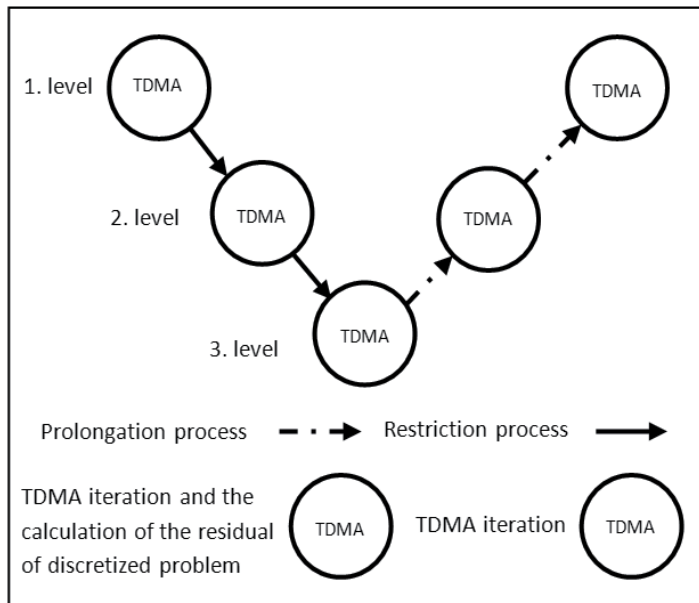 1. level
TDMA
TDMA
2. level
TDMA
TDMA
3. level
TDMA
Prolongation process
Restriction process
TDMA iteration and the
calculation of the residual
of discretized problem
TDMA
TDMA iteration
TDMA